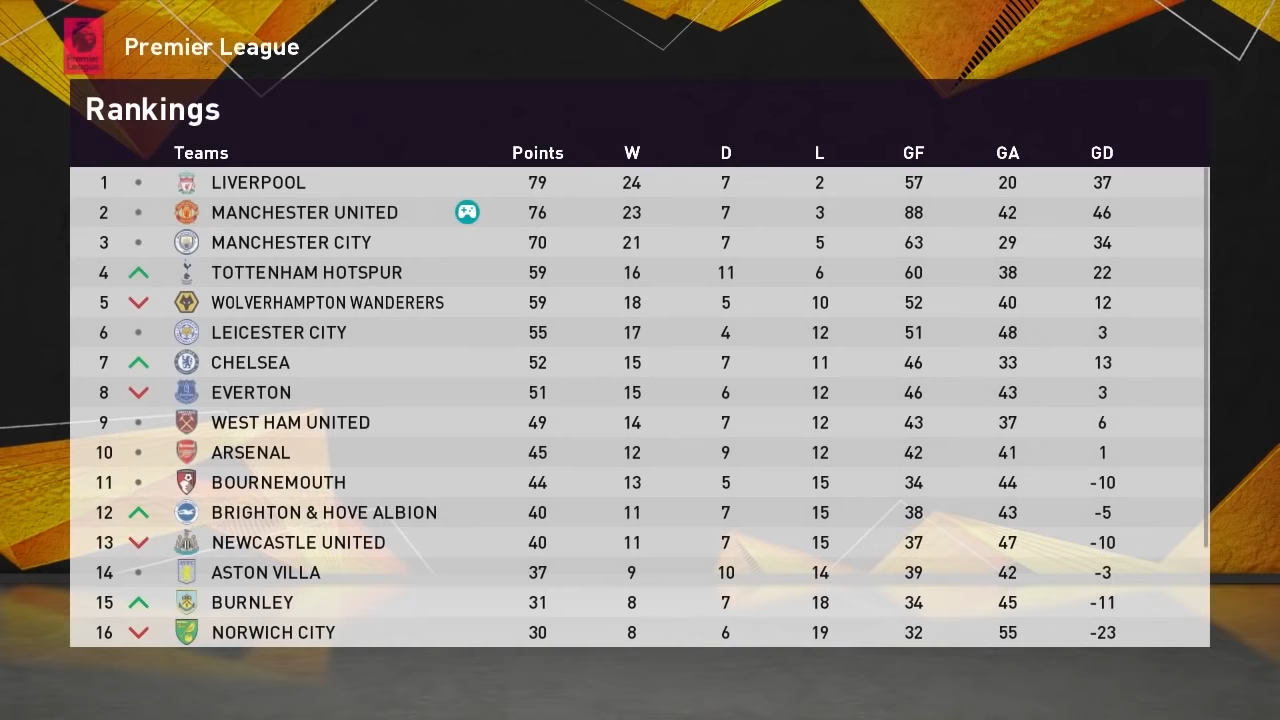 Premier League
Premier League
Rankings
Teams Points W D L GF GA GD
1 LIVERPOOL 79 24 7 2 57 20 37
2 MANCHESTER UNITED 76 23 7 3 88 42 46
3 MANCHESTER CITY 70 21 7 5 63 29 34
4 TOTTENHAM HOTSPUR 59 16 11 6 60 38 22
5 WOLVERHAMPTON WANDERERS 59 18 5 10 52 40 12
6 LEICESTER CITY 55 17 4 12 51 48 3
7 CHELSEA 52 15 7 11 46 33 13
8 EVERTON 51 15 6 12 46 43 3
9 WEST HAM UNITED 49 14 7 12 43 37 6
10 ARSENAL 45 12 9 12 42 41 1
11 BOURNEMOUTH 44 13 5 15 34 44 -10
12 BRIGHTON & HOVE ALBION 40 11 7 15 38 43 -5
13 NEWCASTLE UNITED 40 11 7 15 37 47 -10
14 ASTON VILLA 37 9 10 14 39 42 -3
15 BURNLEY 31 8 7 18 34 45 -11
16 NORWICH CITY 30 8 6 19 32 55 -23